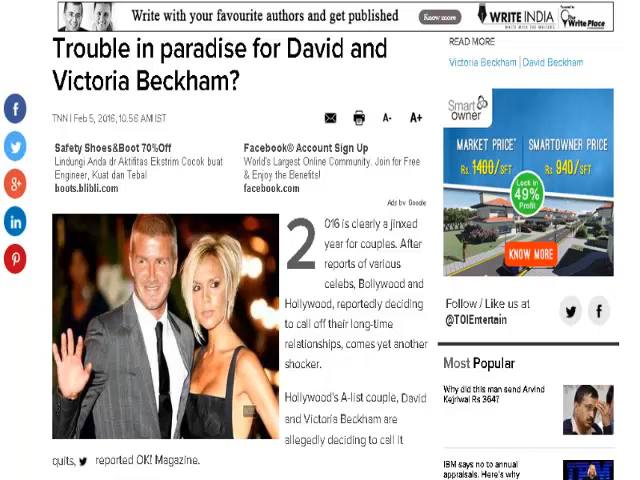 Write with your favourite authors and get published
Know more
WRITE INDIA
The Write Place
Trouble in paradise for David and
Victoria Beckham?
TNN | Feb 5, 2016, 10.56 AM IST
A- A+
Safety Shoes&Boot 70%Off
Lindungi Anda dr Aktifitas Ekstrim Cocok buat
Engineer, Kuat dan Tebal
boots.blibli.com
Facebook® Account Sign Up
World's Largest Online Community. Join for Free
& Enjoy the Benefits!
facebook.com
Ads by Google
2016 is clearly a jinxed
year for couples. After
reports of various
celebs, Bollywood and
Hollywood, reportedly deciding
to call off their long-time
relationships, comes yet another
shocker.
Hollywood's A-list couple, David
and Victoria Beckham are
allegedly deciding to call it
quits, reported OK! Magazine.
READ MORE
Victoria Beckham | David Beckham
Smart
owner
MARKET PRICE*
Rs. 1400/SFT
SMARTOWNER PRICE
Rs. 940/SFT
Lock in
49%
Profit
KNOW MORE
Follow / Like us at
@TOIEntertain
Most Popular
Why did this man send Arvind
Kejriwal Rs 364?
IBM says no to annual
appraisals. Here's why